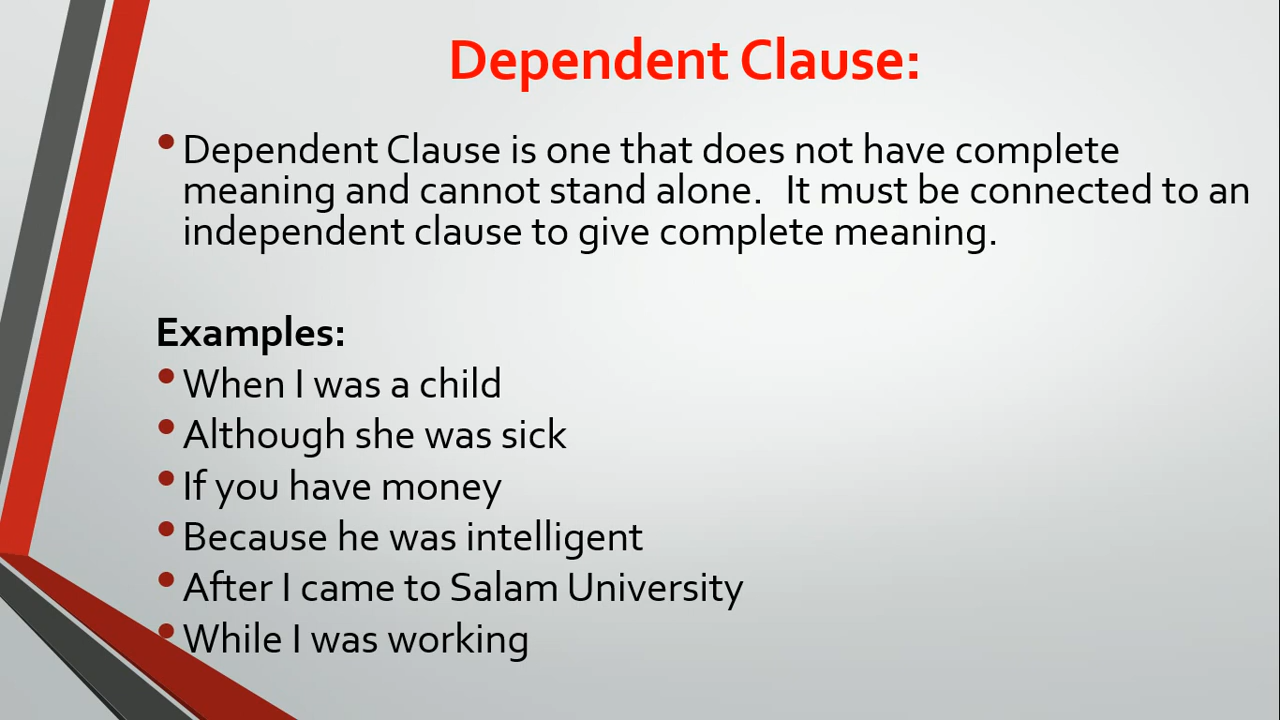 Dependent Clause:
• Dependent Clause is one that does not have complete
meaning and cannot stand alone.   It must be connected to an
independent clause to give complete meaning.
Examples:
• When I was a child
• Although she was sick
• If you have money
• Because he was intelligent
• After I came to Salam University
• While I was working